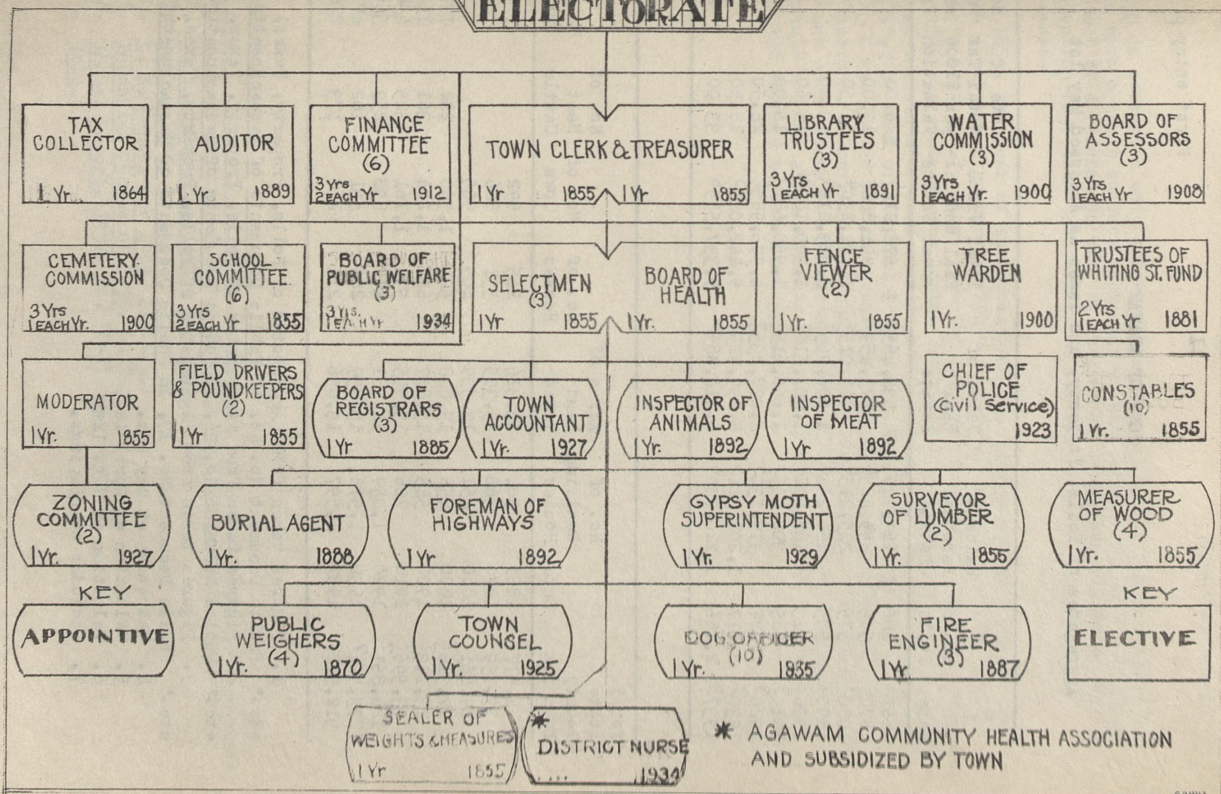 ELECTORATE
TAX
COLLECTOR
1 Yr. 1864
AUDITOR
1 Yr 1889
FINANCE
COMMITTEE
(6)
3 Yrs
2 EACH Yr 1912
TOWN CLERK & TREASURER
1 Yr 1855 1 Yr 1855
LIBRARY
TRUSTEES
(3)
3 Yrs
1 EACH Yr 1891
WATER
COMMISSION
(3)
3 Yrs
1 EACH Yr. 1900
BOARD OF
ASSESSORS
(3)
3 Yrs
1 EACH Yr 1908
CEMETERY
COMMISSION
3 Yrs
1 EACH Yr. 1900
SCHOOL
COMMITTEE
(6)
3 Yrs
2 EACH Yr 1855
BOARD OF
PUBLIC WELFARE
(3)
3 Yrs.
1 EACH Yr 1934
SELECTMEN
(3)
1 Yr 1855
BOARD OF
HEALTH
1 Yr 1855
FENCE
VIEWER
(2)
1 Yr 1855
TREE
WARDEN
1 Yr. 1900
TRUSTEES OF
WHITING ST. FUND
2 Yrs
1 EACH Yr 1881
MODERATOR
1 Yr. 1855
FIELD DRIVERS
& POUNDKEEPERS
(2)
1 Yr 1855
BOARD OF
REGISTRARS
(3)
1 Yr 1885
TOWN
ACCOUNTANT
1 Yr. 1927
INSPECTOR OF
ANIMALS
1 Yr 1892
INSPECTOR
OF MEAT
1 Yr 1892
CHIEF OF
POLICE
(Civil Service)
1923
CONSTABLES
(10)
1 Yr. 1855
ZONING
COMMITTEE
(2)
1 Yr. 1927
BURIAL AGENT
1 Yr. 1888
FOREMAN OF
HIGHWAYS
1 Yr 1892
GYPSY MOTH
SUPERINTENDENT
1 Yr. 1929
SURVEYOR
OF LUMBER
(2)
1 Yr. 1855
MEASURER
OF WOOD
(4)
1 Yr. 1855
KEY
APPOINTIVE
PUBLIC
WEIGHERS
(4)
1 Yr. 1870
TOWN
COUNSEL
1 Yr. 1925
DOG OFFICER
(10)
1 Yr. 1935
FIRE
ENGINEER
(3)
1 Yr. 1887
KEY
ELECTIVE
SEALER OF
WEIGHTS & MEASURES
1 Yr 1855
* DISTRICT NURSE
1934
* AGAWAM COMMUNITY HEALTH ASSOCIATION
AND SUBSIDIZED BY TOWN